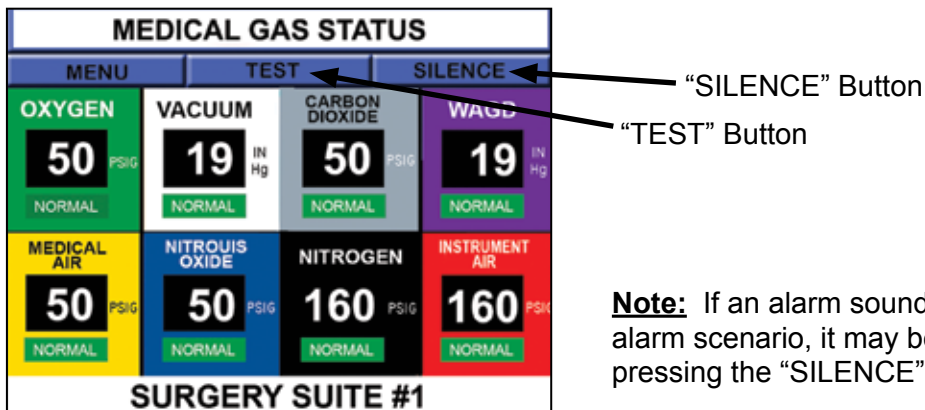 MEDICAL GAS STATUS
MENU TEST SILENCE
“SILENCE” Button
“TEST” Button
OXYGEN VACUUM CARBON DIOXIDE WAGD
50 PSIG 19 IN Hg 50 PSIG 19 IN Hg
NORMAL NORMAL NORMAL NORMAL
MEDICAL AIR NITROUIS OXIDE NITROGEN INSTRUMENT AIR
50 PSIG 50 PSIG 160 PSIG 160 PSIG
NORMAL NORMAL NORMAL NORMAL
SURGERY SUITE #1
Note: If an alarm sound
alarm scenario, it may b
pressing the “SILENCE”